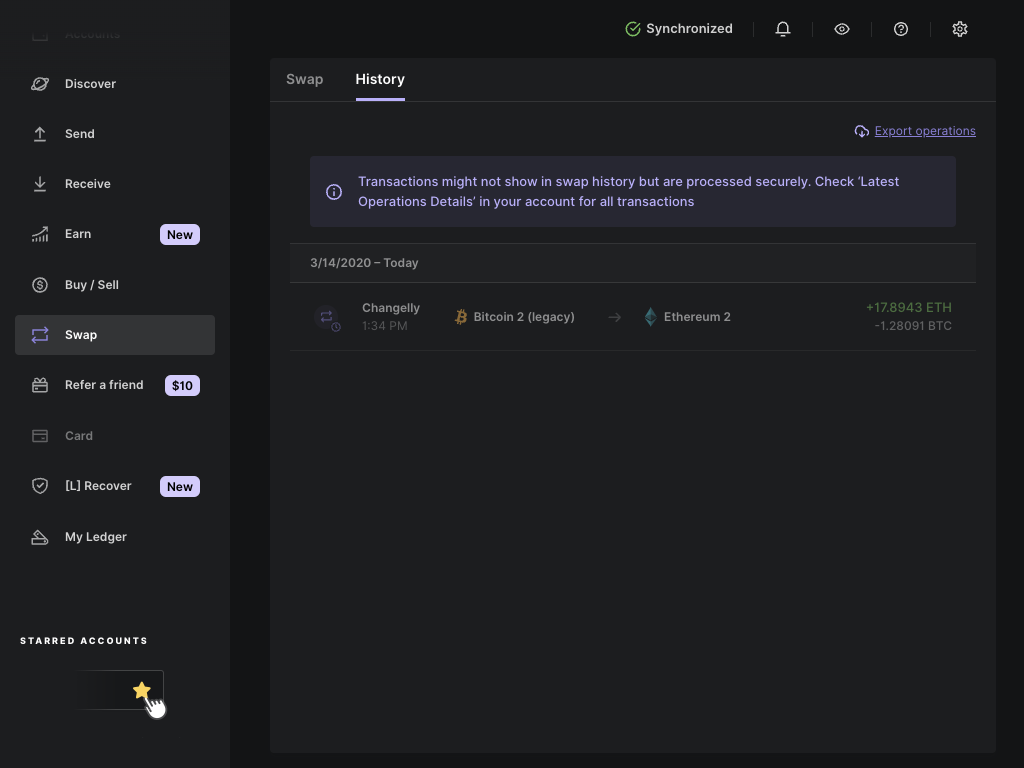 Accounts
Discover
Send
Receive
Earn
New
Buy / Sell
Swap
Refer a friend
$10
Card
[L] Recover
New
My Ledger
STARRED ACCOUNTS
Synchronized
Swap
History
Export operations
Transactions might not show in swap history but are processed securely. Check ‘Latest
Operations Details’ in your account for all transactions
3/14/2020 – Today
Changelly
1:34 PM
Bitcoin 2 (legacy)
Ethereum 2
+17.8943 ETH
-1.28091 BTC